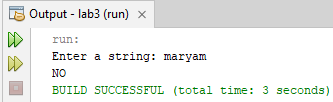 Output - lab3 (run)
run:
Enter a string: maryam
NO
BUILD SUCCESSFUL (total time: 3 seconds)